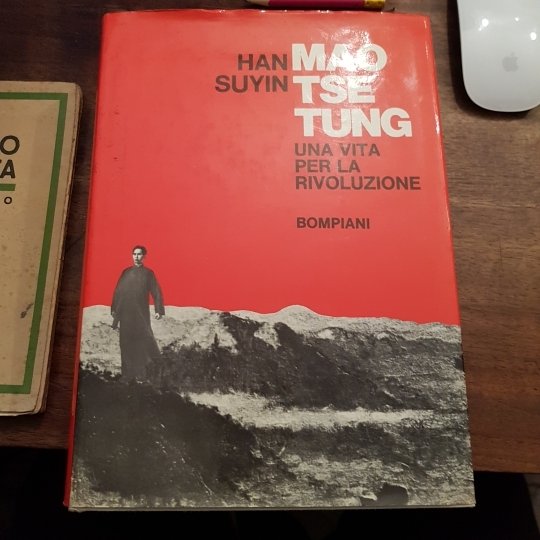 HAN
SUYIN
MAO
TSE
TUNG
UNA VITA
PER LA
RIVOLUZIONE
BOMPIANI